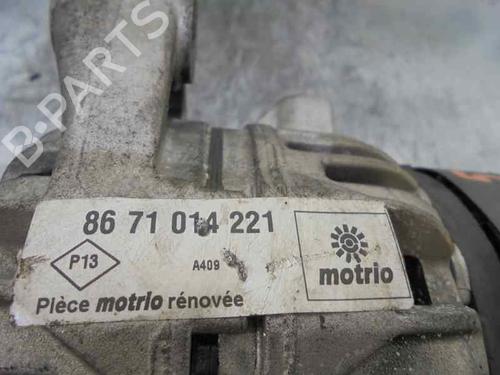 B-PARTS
86 71 014 221
P13
A409
motrio
Pièce motrio rénovée